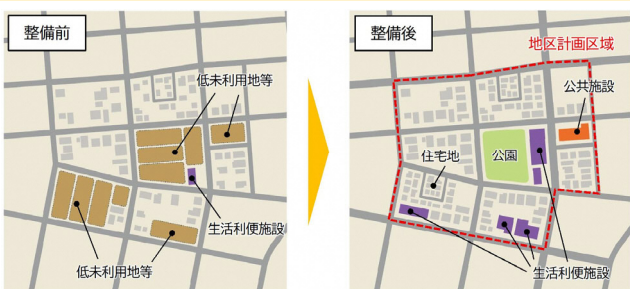 整備前
低未利用地等
生活利便施設
低未利用地等
整備後
地区計画区域
公共施設
住宅地
公園
生活利便施設